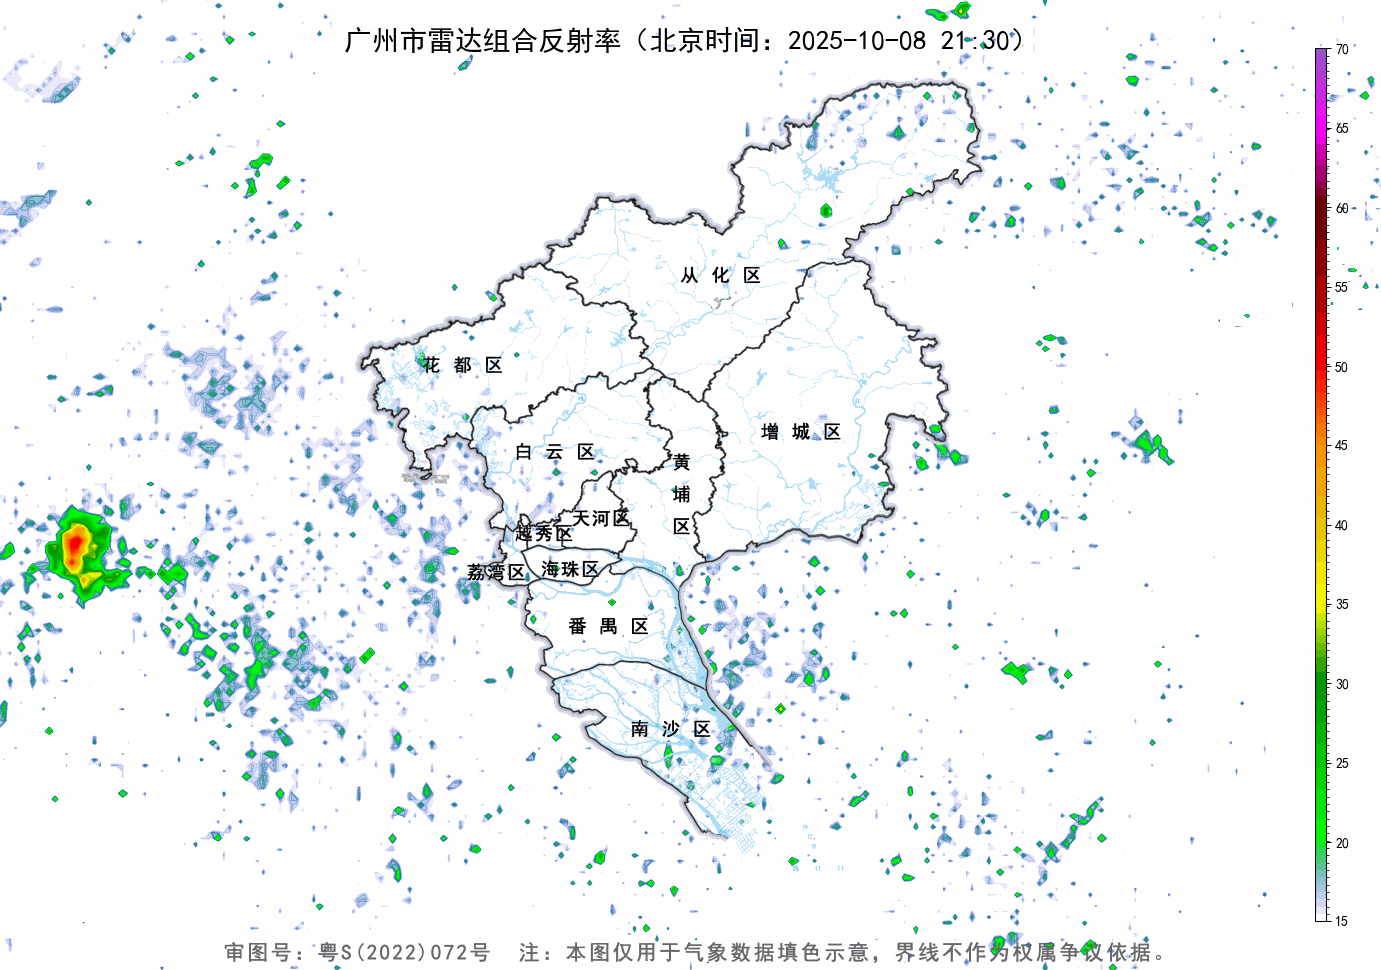 广州市雷达组合反射率（北京时间：2025-10-08 21:30）
70
65
60
55
50
45
40
35
30
25
20
15
从化区
花都区
增城区
白云区
黄埔区
天河区
越秀区
荔湾区
海珠区
番禺区
南沙区
审图号：粤S(2022)072号 注：本图仅用于气象数据填色示意，界线不作为权属争议依据。